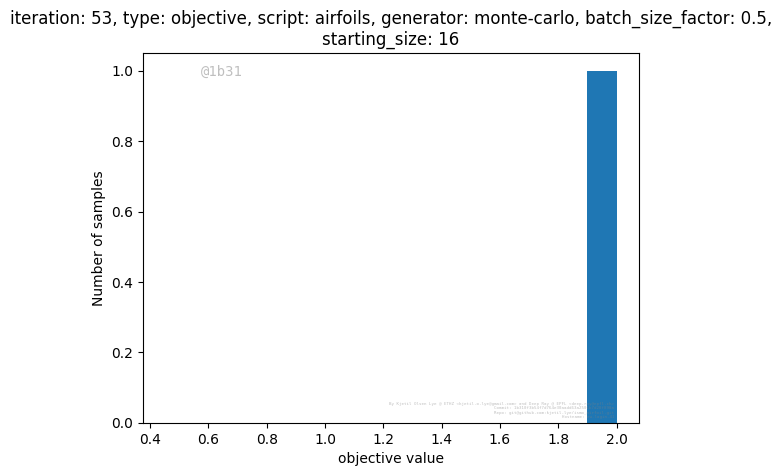 iteration: 53, type: objective, script: airfoils, generator: monte-carlo, batch_size_factor: 0.5,
starting_size: 16
@1b31
1.0
0.8
0.6
0.4
0.2
0.0
Number of samples
0.4 0.6 0.8 1.0 1.2 1.4 1.6 1.8 2.0
objective value